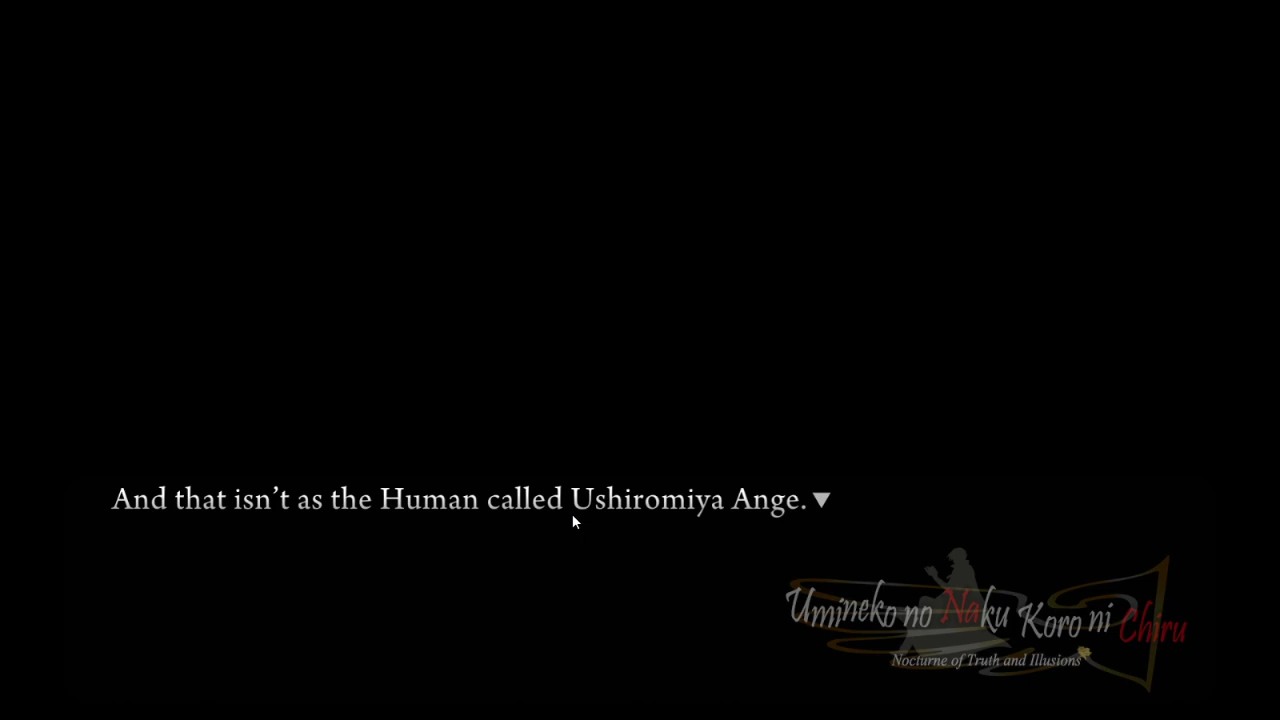 And that isn’t as the Human called Ushiromiya Ange.
Umineko no Naku Koro ni Chiru
Nocturne of Truth and Illusions